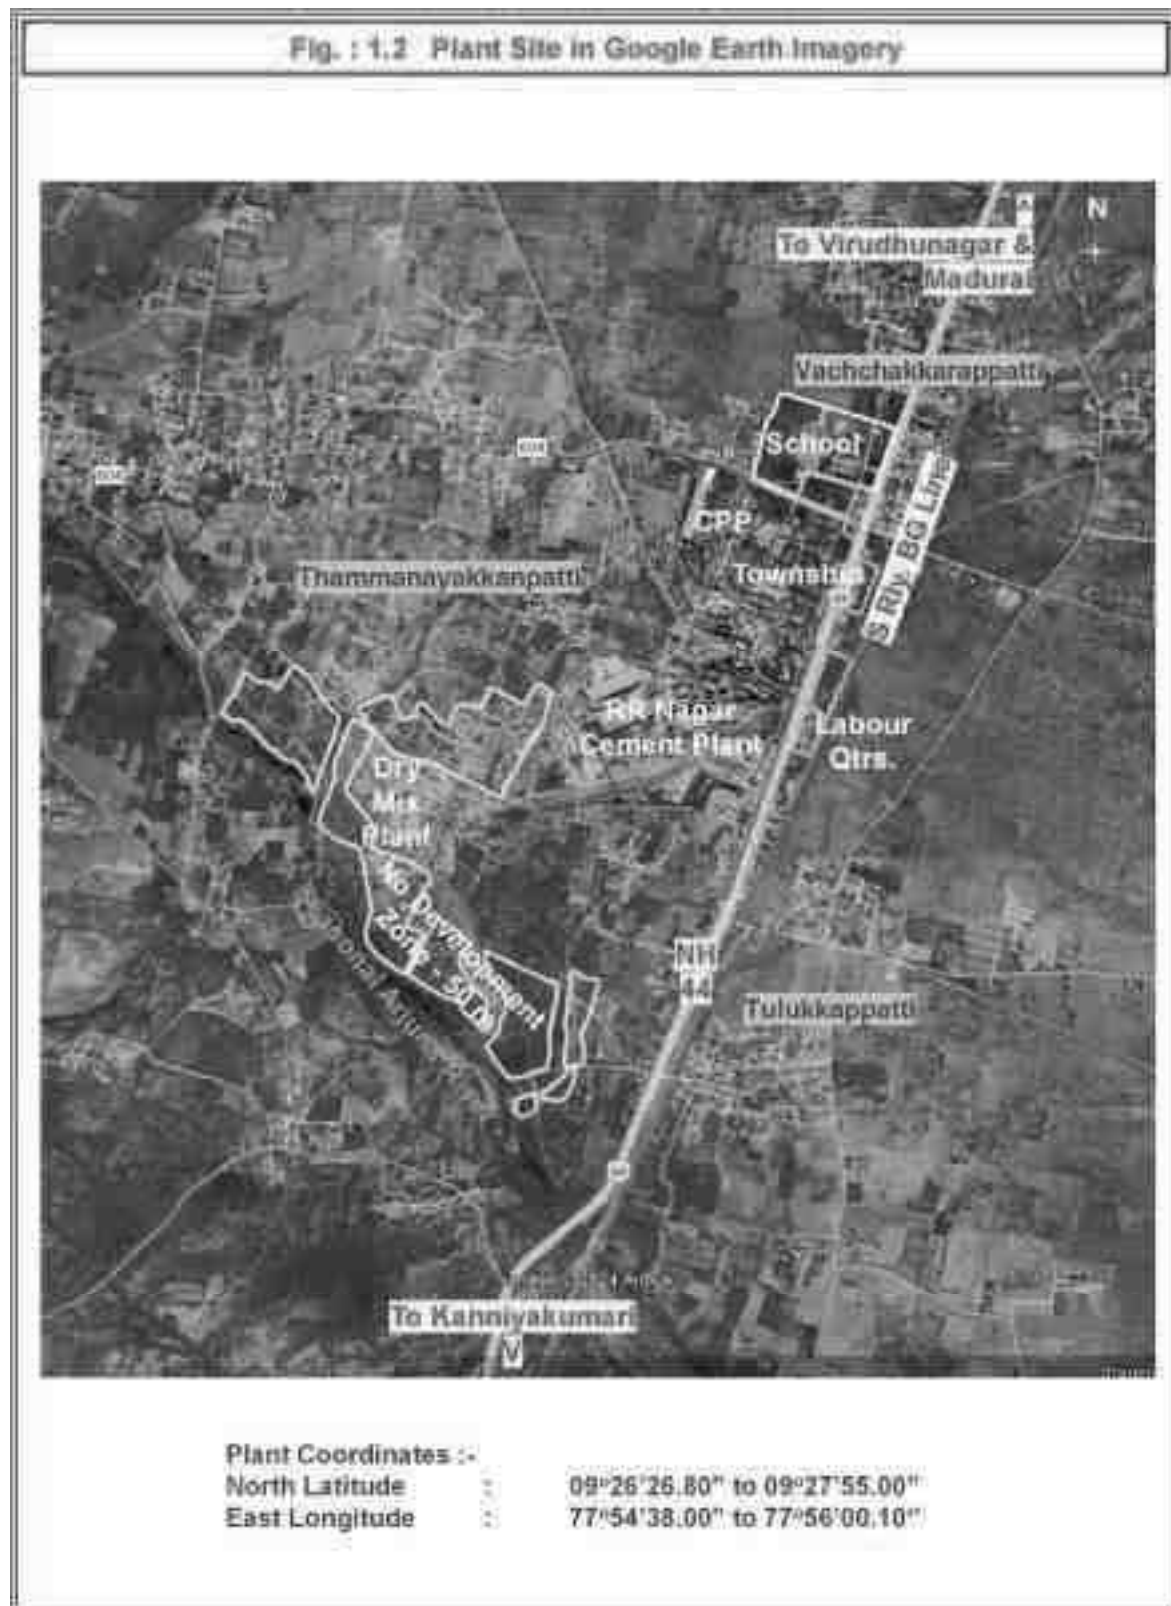 Fig. : 1.2 Plant Site in Google Earth Imagery
N
To Virudhunagar &
Madurai
Vachchakkarappatti
School
S Rly. BG Line
CPP
Township
Thammanayakkanpatti
RR Nagar
Cement Plant
Labour
Qtrs.
Dry
Mix
Plant
No Development
Zone - 50 m
NH
44
Tulukkappatti
To Kanniyakumari
Plant Coordinates :-
North Latitude : 09°26'26.80" to 09°27'55.00"
East Longitude : 77°54'38.00" to 77°56'00.10"